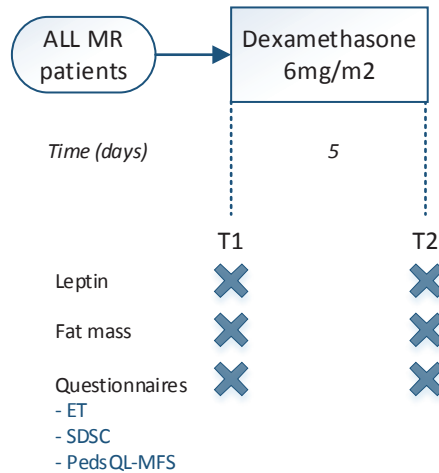 ALL MR
patients
Dexamethasone
6mg/m2
Time (days)
5
T1
T2
Leptin
Fat mass
Questionnaires
- ET
- SDSC
- PedsQL-MFS